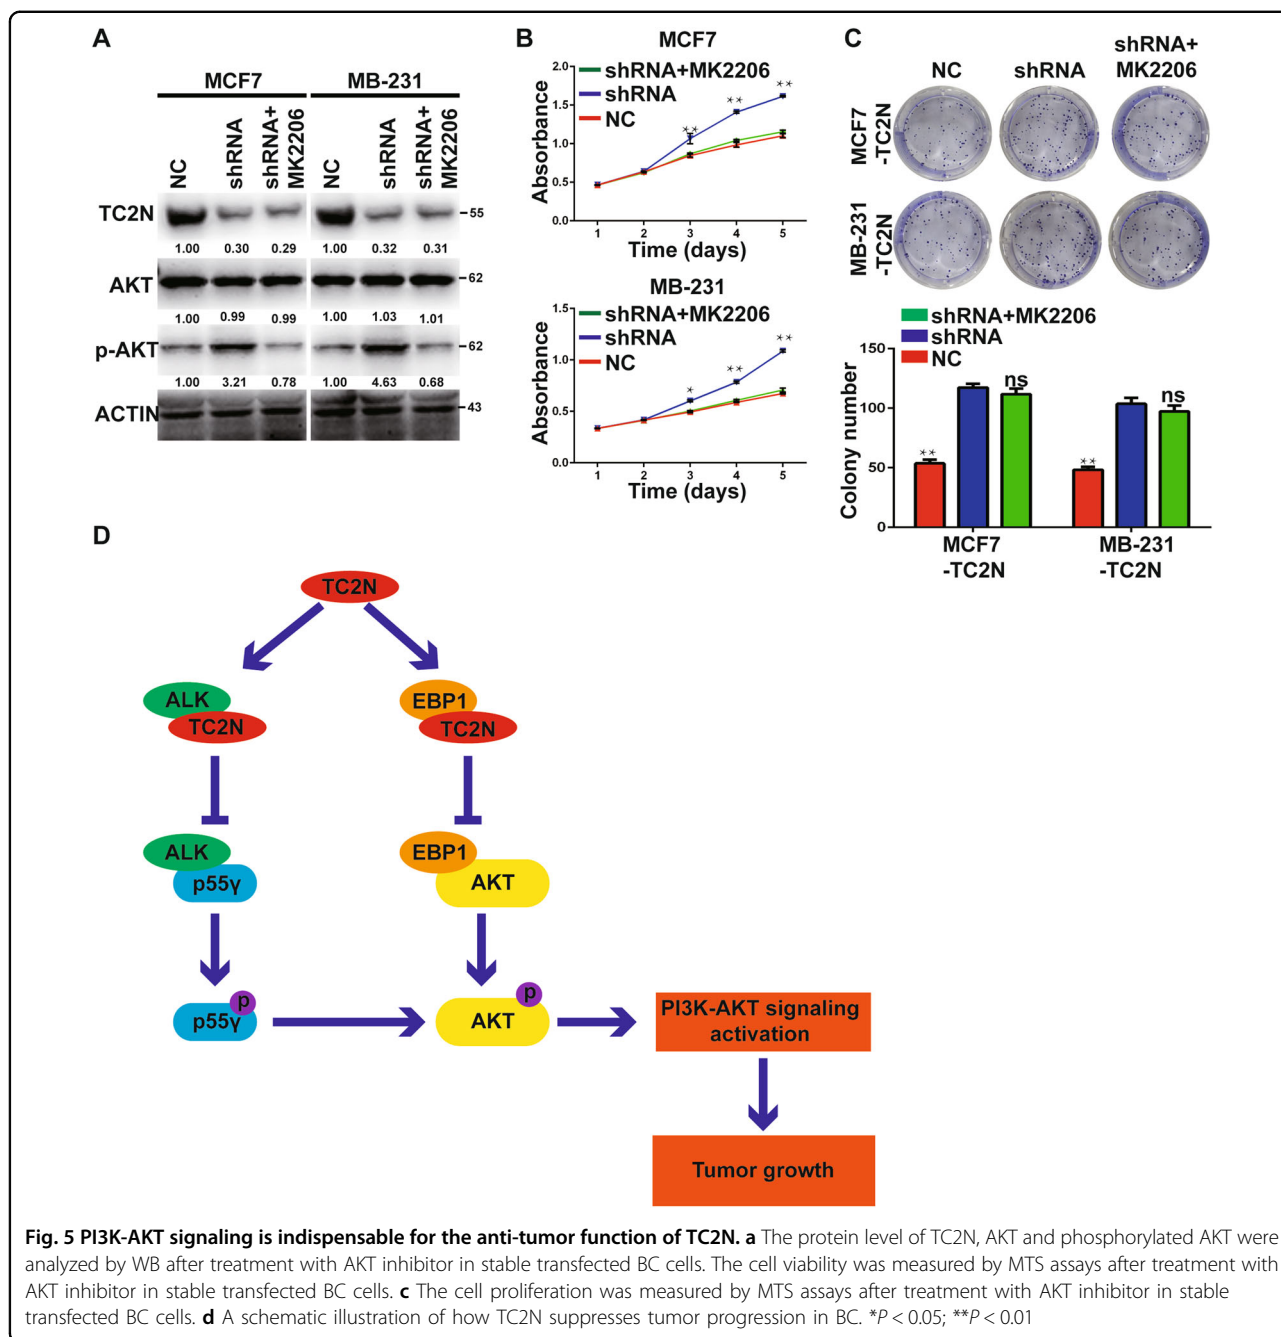 A
MCF7 MB-231
NC shRNA shRNA+ MK2206 NC shRNA shRNA+ MK2206
TC2N 55
1.00 0.30 0.29 1.00 0.32 0.31
AKT 62
1.00 0.99 0.99 1.00 1.03 1.01
p-AKT 62
1.00 3.21 0.78 1.00 4.63 0.68
ACTIN 43
B
MCF7
shRNA+MK2206
shRNA
NC
2.0
1.5
1.0
0.5
0.0
Absorbance
** ** **
1 2 3 4 5
Time (days)
MB-231
shRNA+MK2206
shRNA
NC
1.5
1.0
0.5
0.0
Absorbance
* ** **
1 2 3 4 5
Time (days)
C
NC shRNA shRNA+
MK2206
MCF7
-TC2N
MB-231
-TC2N
shRNA+MK2206
shRNA
NC
150
100
50
0
Colony number
** ns ** ns
MCF7 MB-231
-TC2N -TC2N
D
TC2N
ALK EBP1
TC2N TC2N
ALK EBP1
p55γ AKT
p p
p55γ AKT PI3K-AKT signaling
activation
Tumor growth
Fig. 5 PI3K-AKT signaling is indispensable for the anti-tumor function of TC2N. a The protein level of TC2N, AKT and phosphorylated AKT were
analyzed by WB after treatment with AKT inhibitor in stable transfected BC cells. The cell viability was measured by MTS assays after treatment with
AKT inhibitor in stable transfected BC cells. c The cell proliferation was measured by MTS assays after treatment with AKT inhibitor in stable
transfected BC cells. d A schematic illustration of how TC2N suppresses tumor progression in BC. *P < 0.05; **P < 0.01